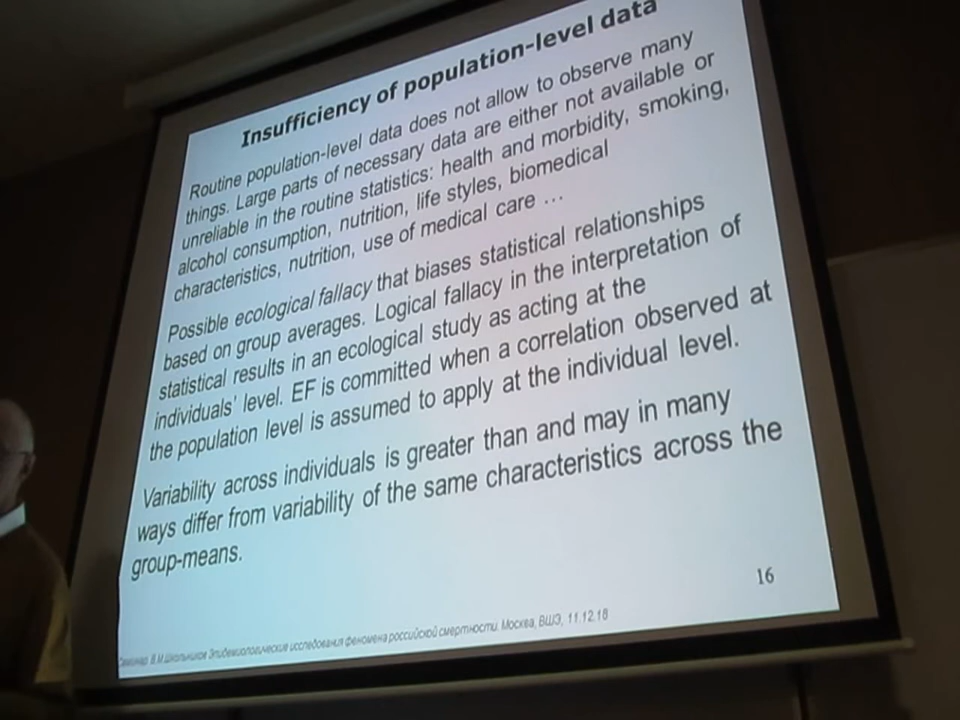 Insufficiency of population-level data
Routine population-level data does not allow to observe many
things. Large parts of necessary data are either not available or
unreliable in the routine statistics: health and morbidity, smoking,
alcohol consumption, nutrition, life styles, biomedical
characteristics, nutrition, use of medical care …
Possible ecological fallacy that biases statistical relationships
based on group averages. Logical fallacy in the interpretation of
statistical results in an ecological study as acting at the
individuals' level. EF is committed when a correlation observed at
the population level is assumed to apply at the individual level.
Variability across individuals is greater than and may in many
ways differ from variability of the same characteristics across the
group-means.
16
Семинар. В.М.Школьников Эпидемиологические исследования феномена российской смертности. Москва, ВШЭ, 11.12.18